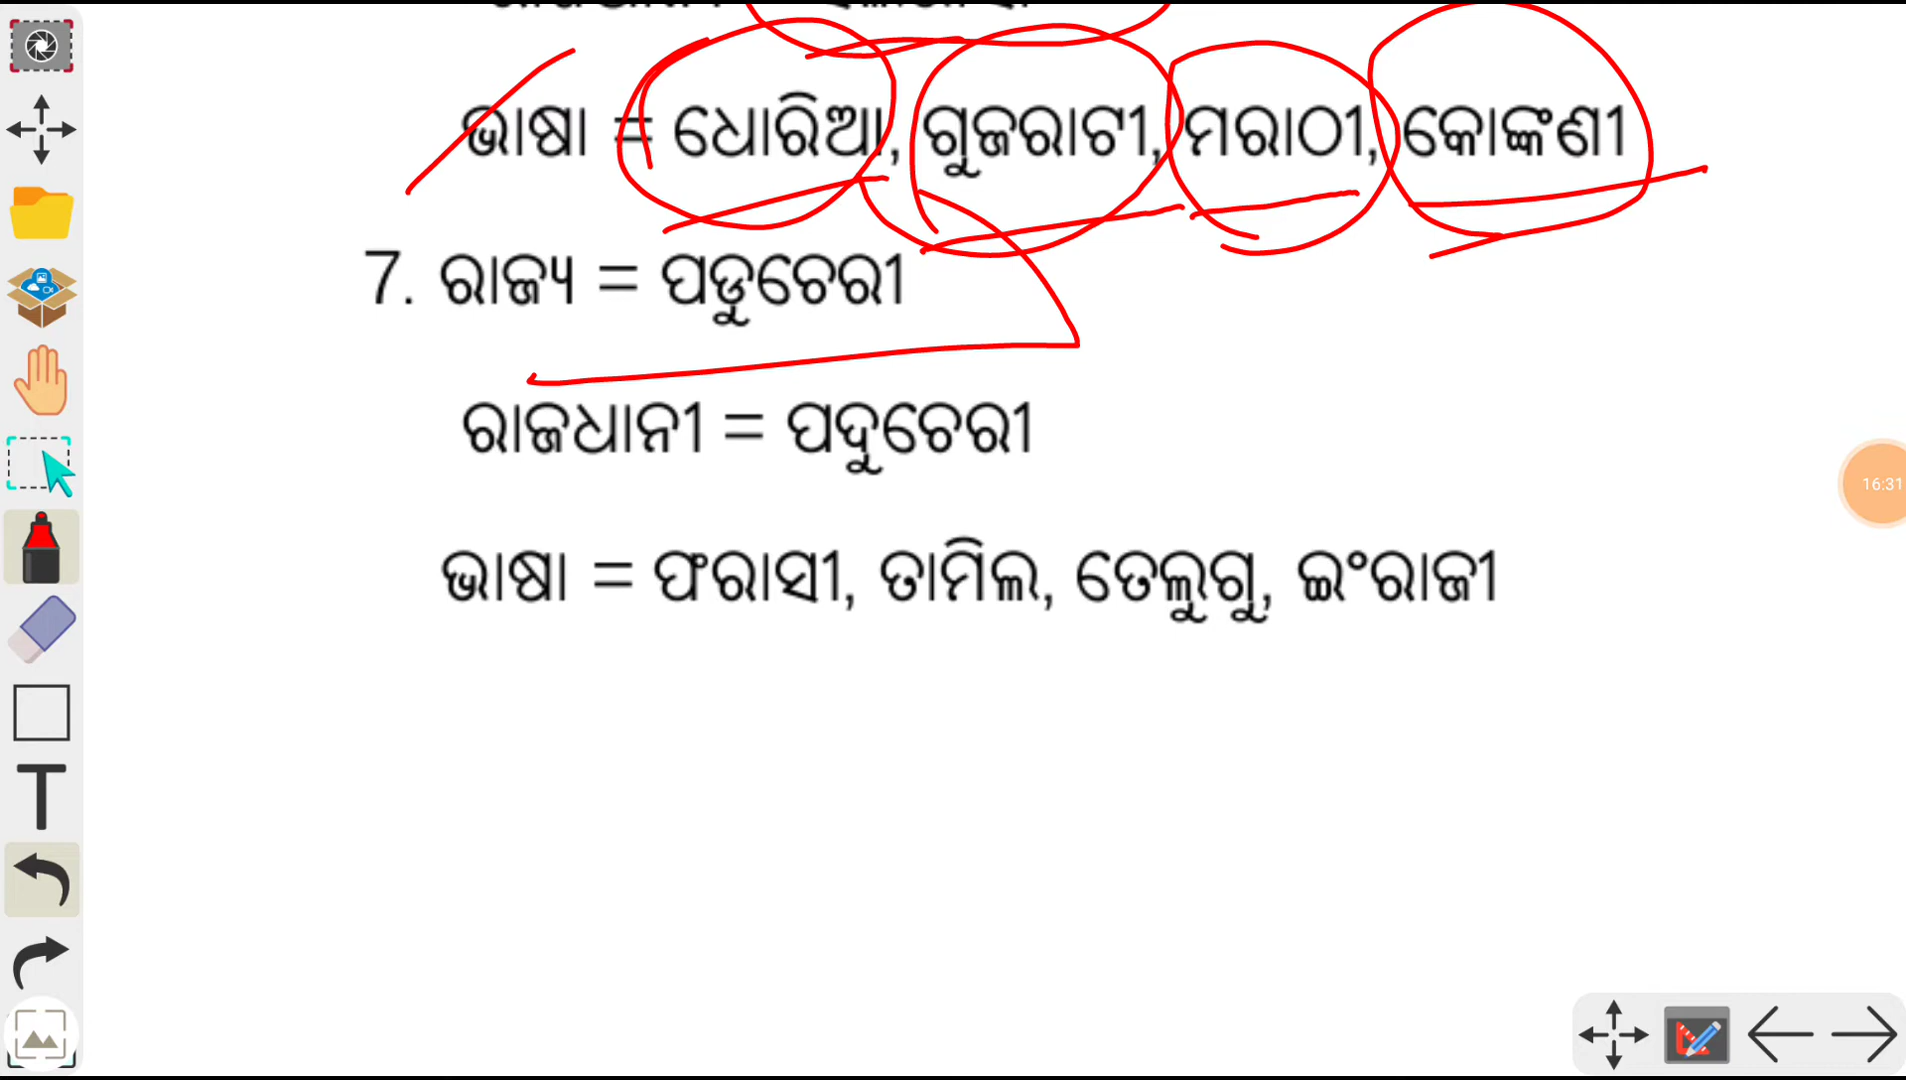 ଭାଷା = ଧୋରିଆ, ଗୁଜରାଟୀ, ମରାଠୀ, କୋଙ୍କଣୀ
7. ରାଜ୍ୟ = ପଡୁଚେରୀ
ରାଜଧାନୀ = ପଦୁଚେରୀ
ଭାଷା = ଫରାସୀ, ତାମିଲ, ତେଲୁଗୁ, ଇଂରାଜୀ
16:31
T